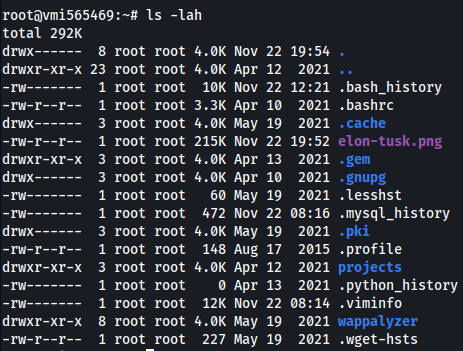 root@vmi565469:~# ls -lah
total 292K
drwx------ 8 root root 4.0K Nov 22 19:54 .
drwxr-xr-x 23 root root 4.0K Apr 12 2021 ..
-rw------- 1 root root 10K Nov 22 12:21 .bash_history
-rw-r--r-- 1 root root 3.3K Apr 10 2021 .bashrc
drwx------ 3 root root 4.0K May 19 2021 .cache
-rw-r--r-- 1 root root 215K Nov 22 19:52 elon-tusk.png
drwxr-xr-x 3 root root 4.0K Apr 13 2021 .gem
drwx------ 3 root root 4.0K Apr 10 2021 .gnupg
-rw------- 1 root root 60 May 19 2021 .lesshst
-rw------- 1 root root 472 Nov 22 08:16 .mysql_history
drwx------ 3 root root 4.0K May 19 2021 .pki
-rw-r--r-- 1 root root 148 Aug 17 2015 .profile
drwxr-xr-x 3 root root 4.0K Apr 12 2021 projects
-rw------- 1 root root 0 Apr 13 2021 .python_history
-rw------- 1 root root 12K Nov 22 08:14 .viminfo
drwxr-xr-x 8 root root 4.0K May 19 2021 wappalyzer
-rw-r--r-- 1 root root 227 May 19 2021 .wget-hsts